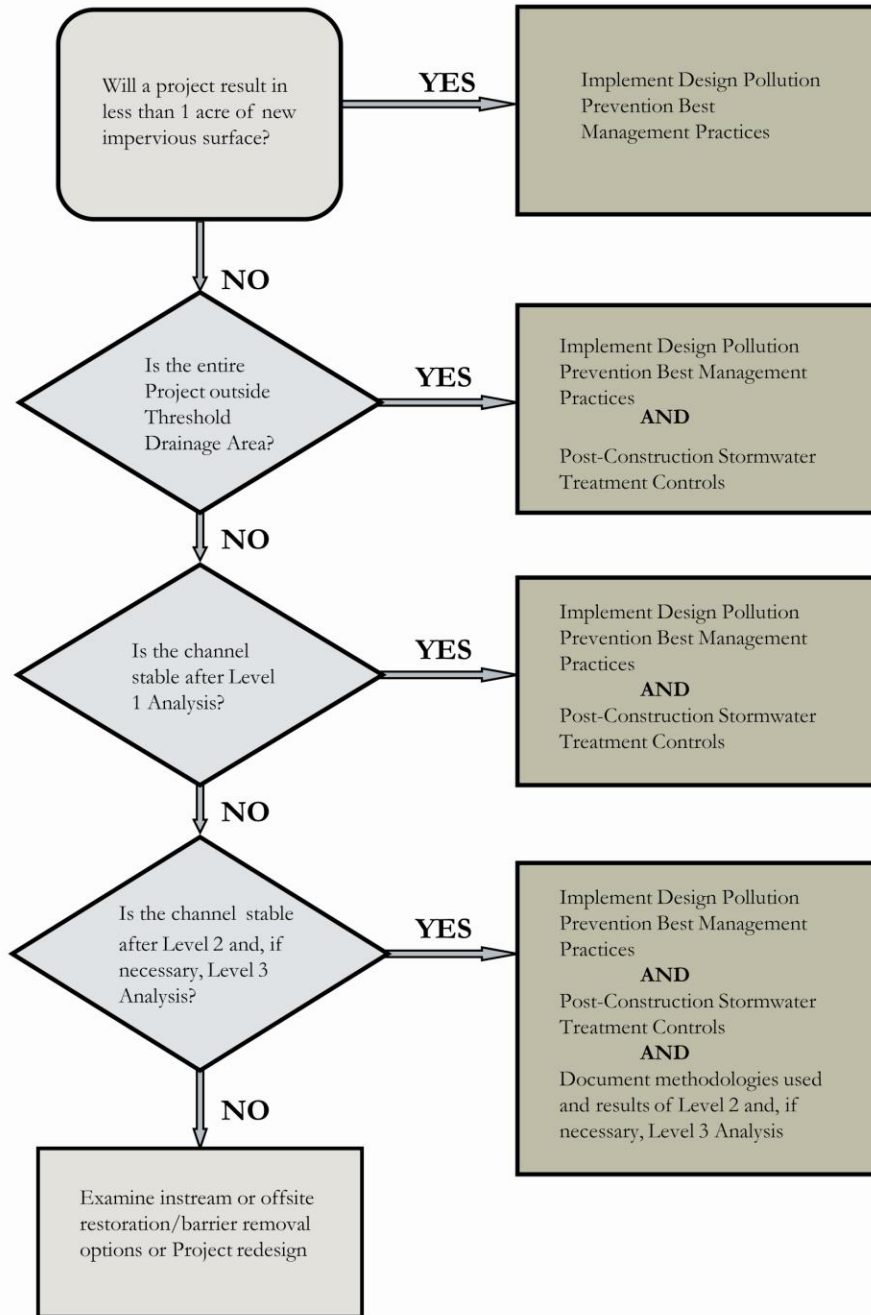 Will a project result in
less than 1 acre of new
impervious surface?
YES
Implement Design Pollution
Prevention Best
Management Practices
NO
Is the entire
Project outside
Threshold
Drainage Area?
YES
Implement Design Pollution
Prevention Best Management
Practices
AND
Post-Construction Stormwater
Treatment Controls
NO
Is the channel
stable after Level
1 Analysis?
YES
Implement Design Pollution
Prevention Best Management
Practices
AND
Post-Construction Stormwater
Treatment Controls
NO
Is the channel stable
after Level 2 and, if
necessary, Level 3
Analysis?
YES
Implement Design Pollution
Prevention Best Management
Practices
AND
Post-Construction Stormwater
Treatment Controls
AND
Document methodologies used
and results of Level 2 and, if
necessary, Level 3 Analysis
NO
Examine instream or offsite
restoration/barrier removal
options or Project redesign